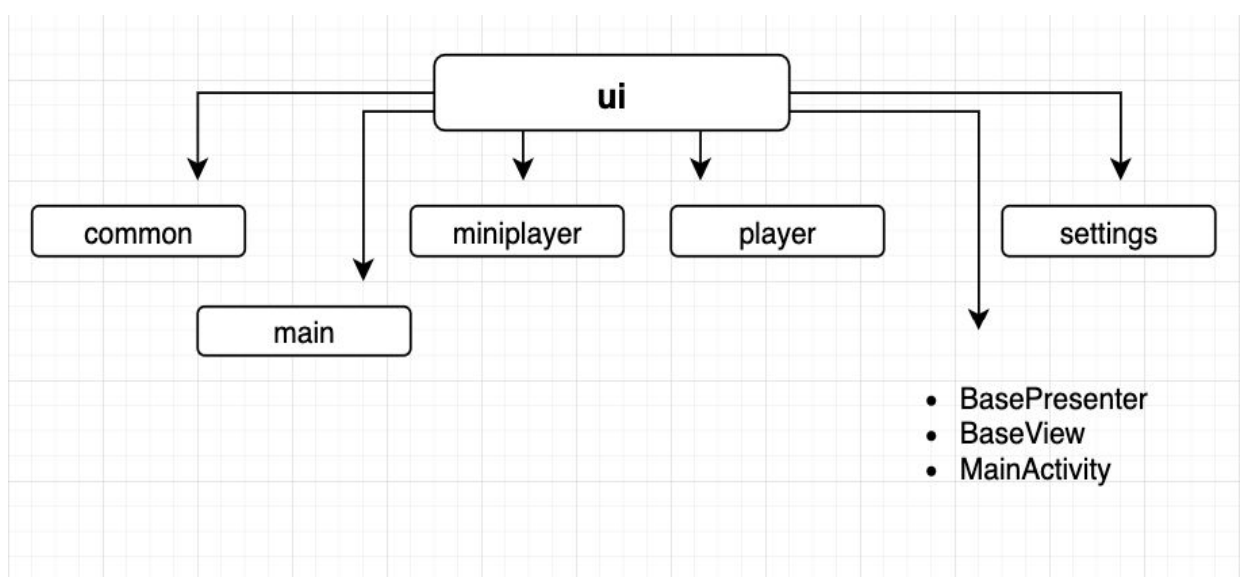 ui
common
miniplayer
player
settings
main
• BasePresenter
• BaseView
• MainActivity